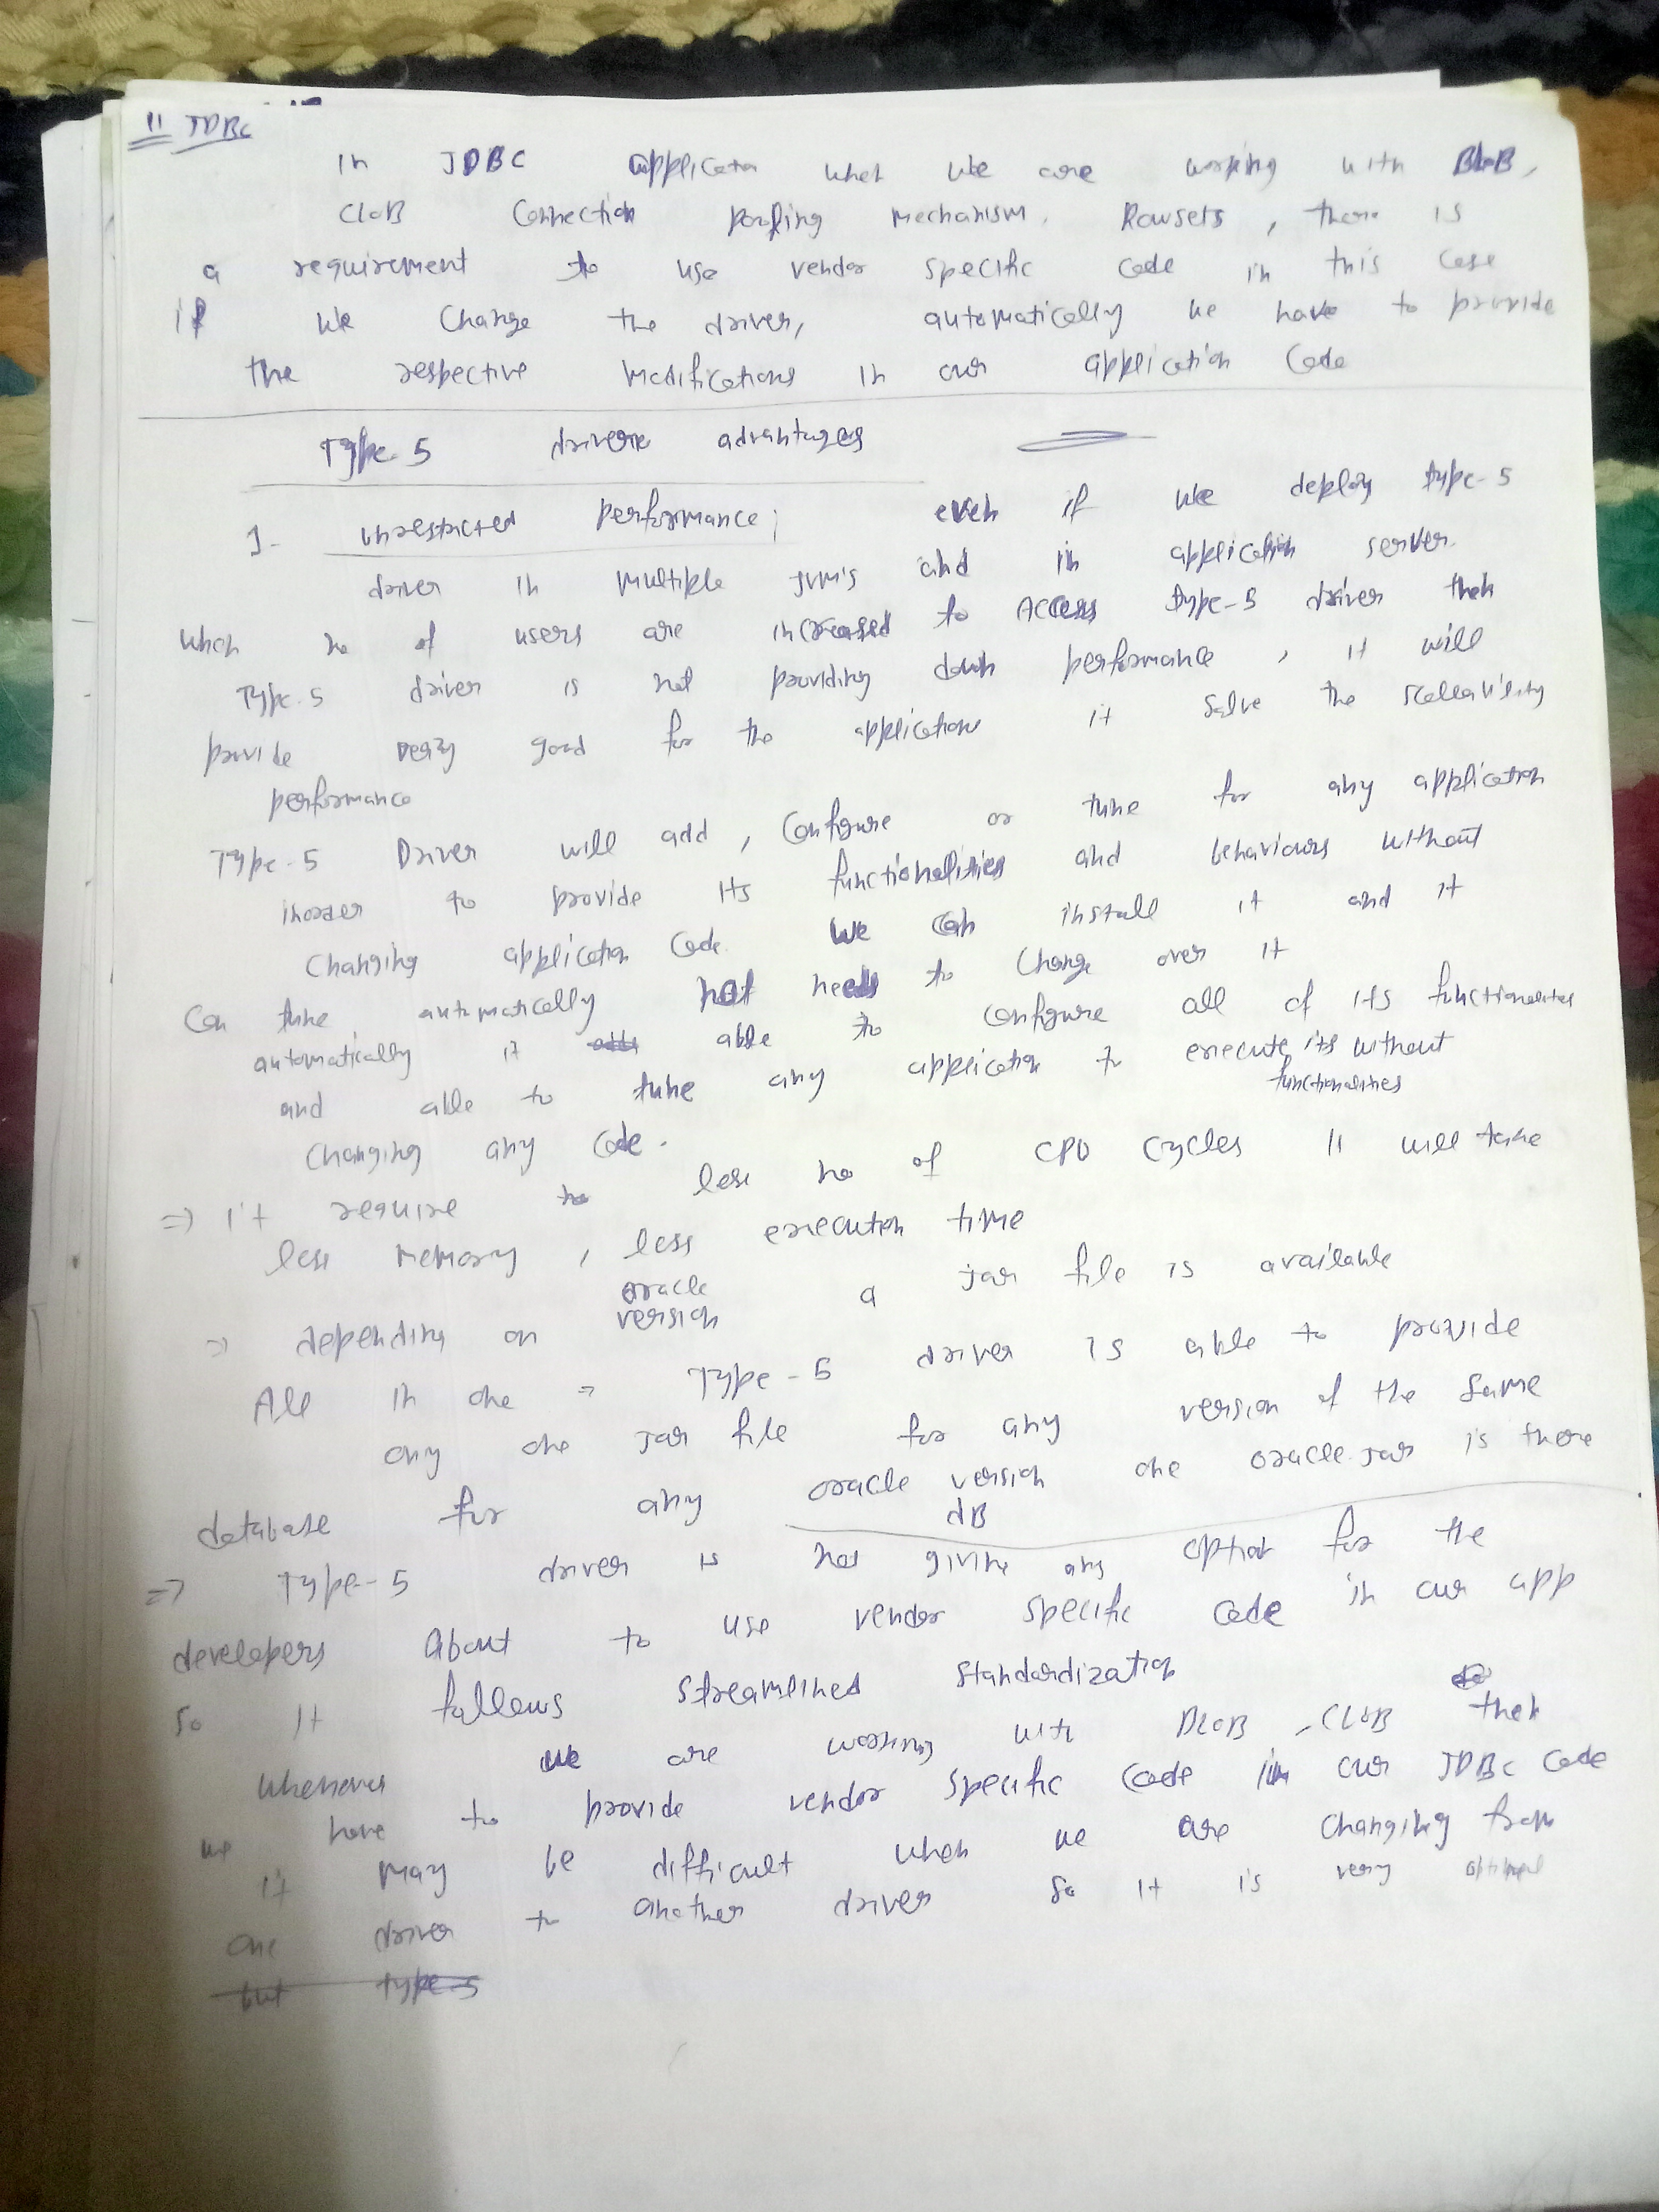 11 JDBC
In JDBC applicaton when we are working with BLOB,
CLOB Connection pooling mechanism. Rowsets, there is
a requirement to use vendor specific code in this case
if we change the driver, automatically we have to provide
the respective modifications in our application code
Type-5 drivers advantages
1. unrestricted performance; even if we deploy type-5
driver in multiple JVM's and in application server.
when no of users are increased to Access type-5 driver then
Type-5 driver is not providing down performance, it will
provide very good for the applications it solve the
performance
Type-5 Driver will add, configure or tune for any application
inorder to provide its functionalities and behaviours without
changing application code. We can install it and it
can tune automatically not needs to change over it
automatically it able to configure all of its functionalities
and able to tune any application to execute its without
functionalities
changing any code.
=> it require less no of CPU cycles It will take
less memory, less execution time
=> depending on oracle version a jar file is available
All in one => Type-5 driver is able to provide
only one jar file for any version of the same
database for any oracle version one oracle.jar is there
dB
=> Type-5 driver is not giving any option for the
developers about to use vendor specific code in our app
so it follows streamlined standardization
whenever we are working with BLOB, CLOB then
we have to provide vendor specific code in our JDBC code
it may be difficult when we are changing from
one driver to another driver so it is very
but type-5